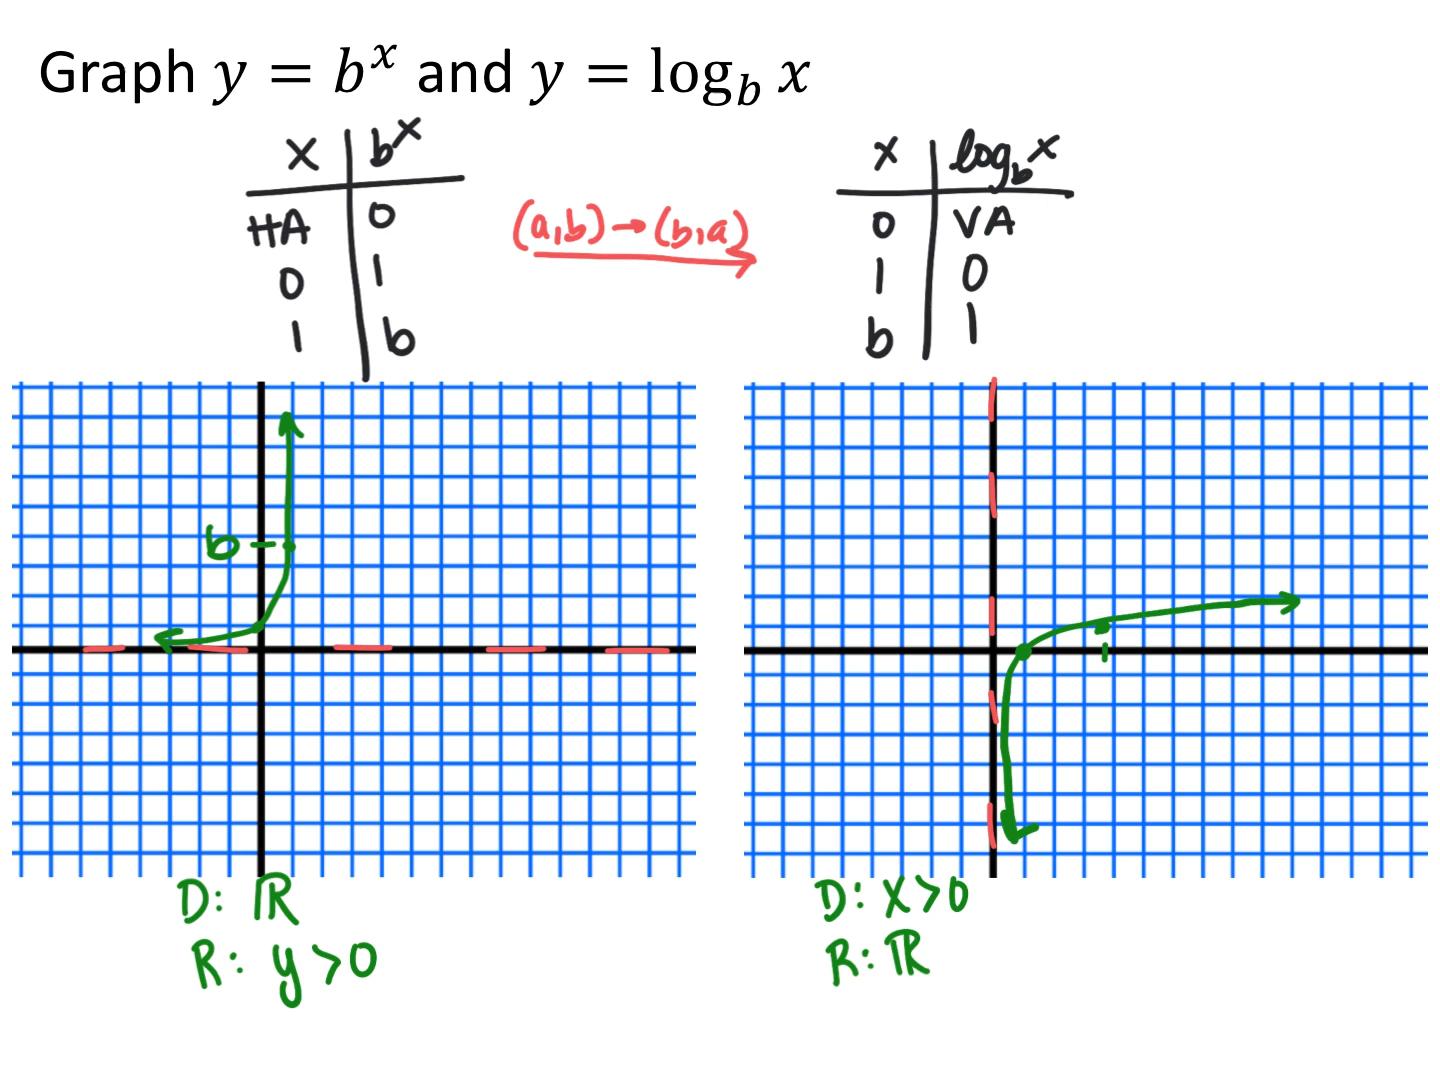 Graph y = b^x and y = log_b x
x | b^x
HA | 0
0 | 1
1 | b
(a,b) → (b,a)
x | log_b x
0 | VA
1 | 0
b | 1
b
1
D: ℝ
R: y > 0
D: x > 0
R: ℝ